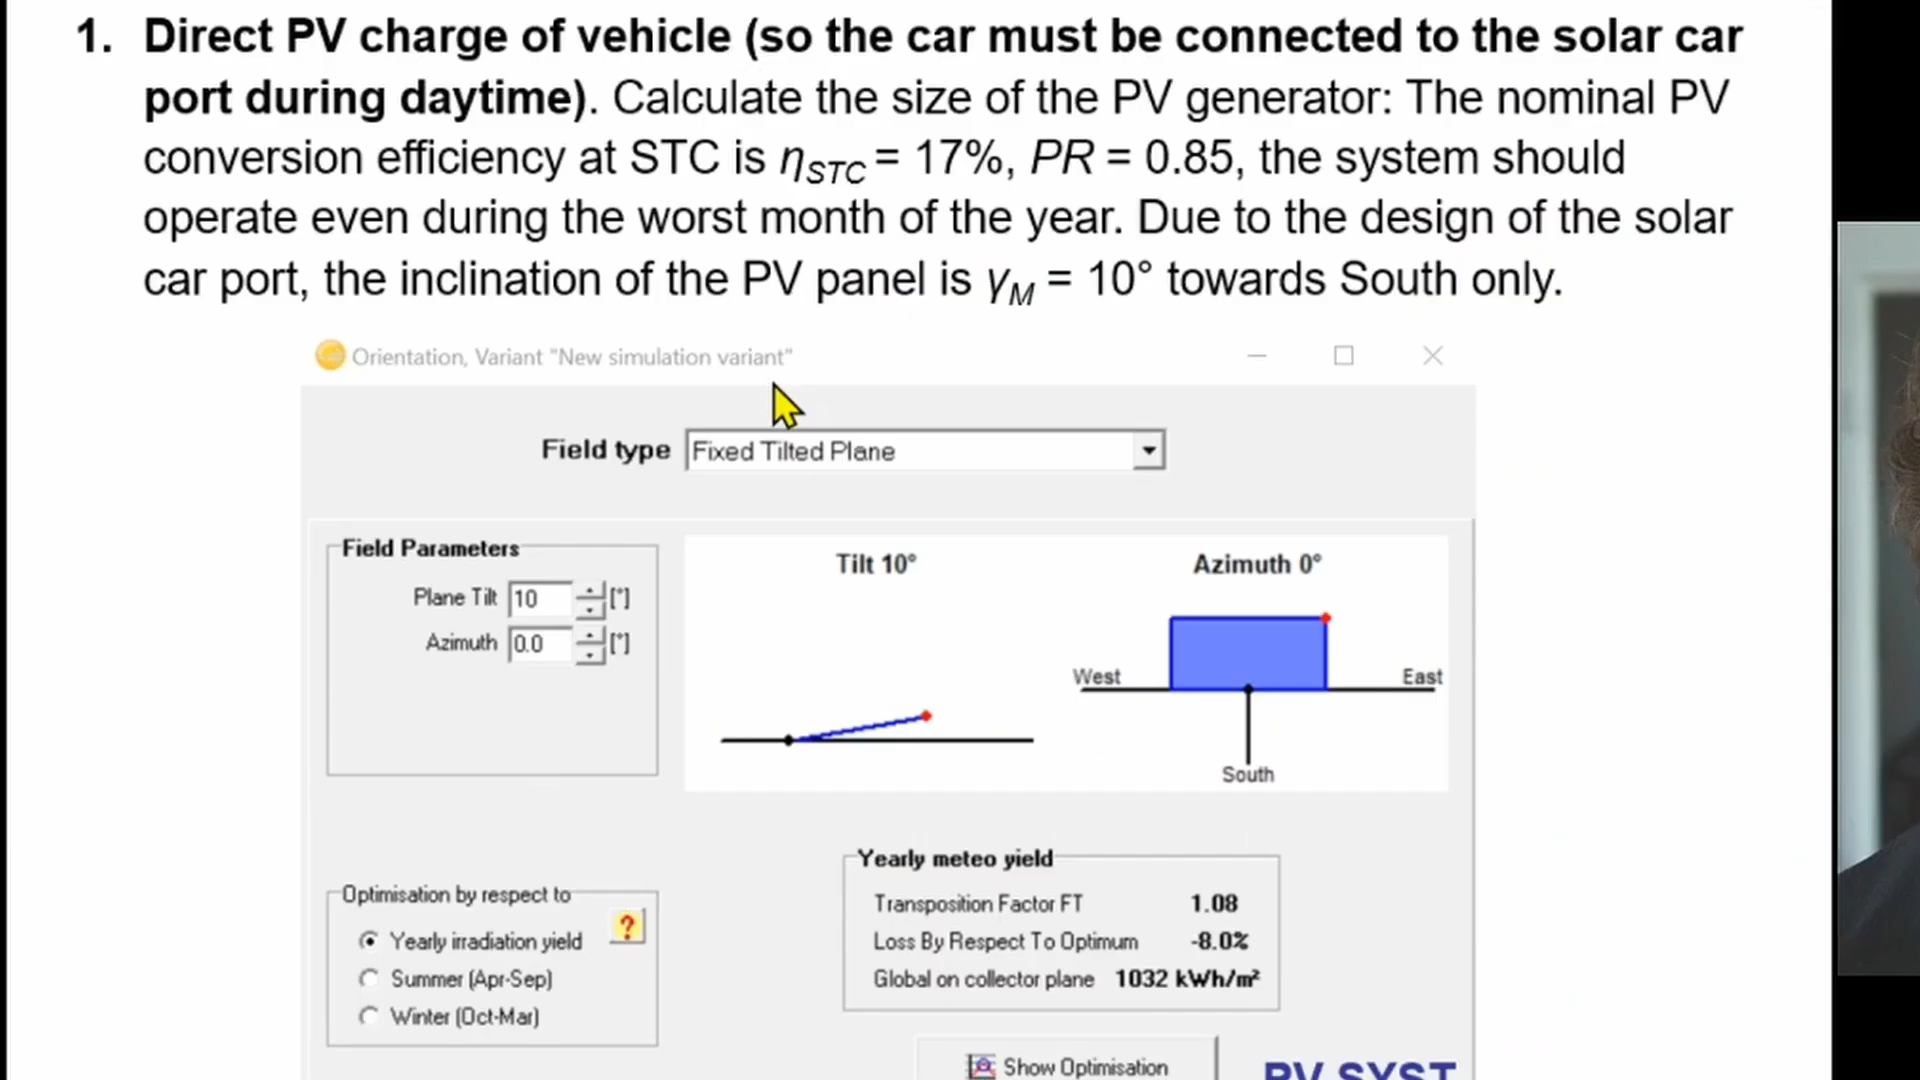 1. Direct PV charge of vehicle (so the car must be connected to the solar car
port during daytime). Calculate the size of the PV generator: The nominal PV
conversion efficiency at STC is ηSTC = 17%, PR = 0.85, the system should
operate even during the worst month of the year. Due to the design of the solar
car port, the inclination of the PV panel is γM = 10° towards South only.
Orientation, Variant "New simulation variant"
Field type Fixed Tilted Plane
Field Parameters
Plane Tilt 10 [°]
Azimuth 0.0 [°]
Tilt 10°
Azimuth 0°
West
East
South
Optimisation by respect to
?
Yearly irradiation yield
Summer (Apr-Sep)
Winter (Oct-Mar)
Yearly meteo yield
Transposition Factor FT 1.08
Loss By Respect To Optimum -8.0%
Global on collector plane 1032 kWh/m²
Show Optimisation
PV SYST